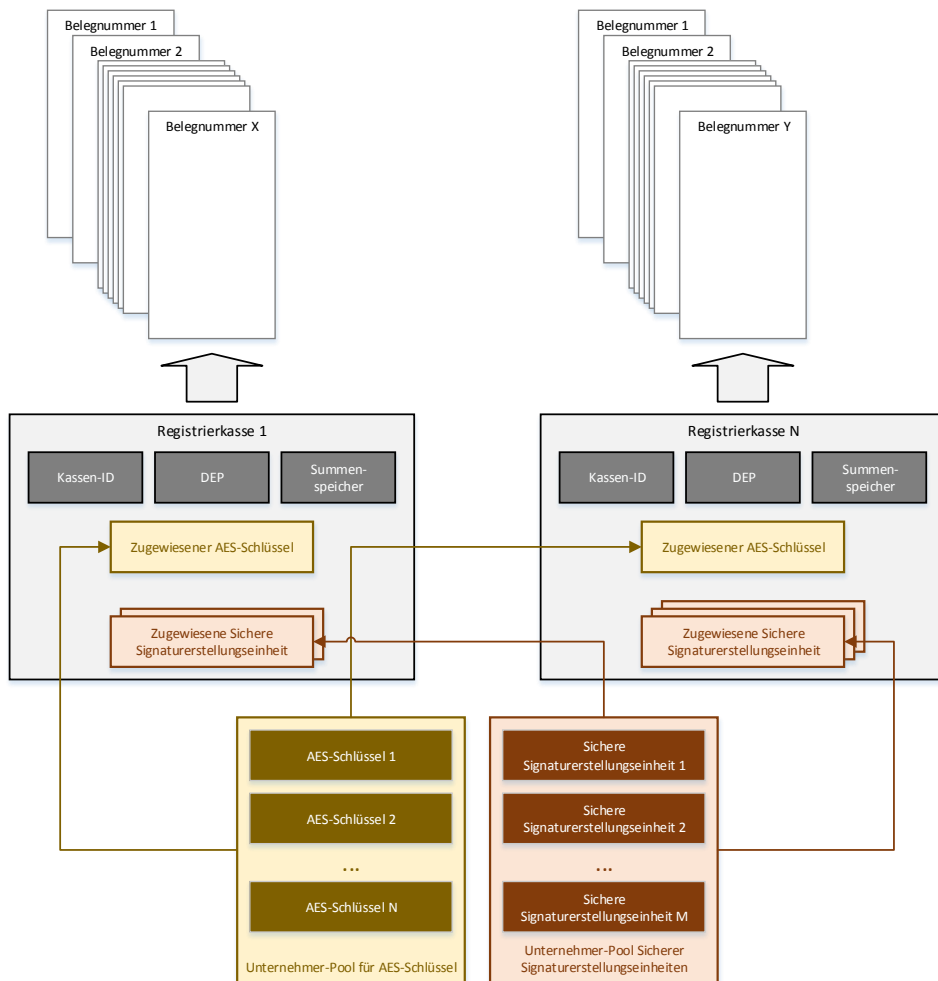 Belegnummer 1
Belegnummer 2
Belegnummer X
Belegnummer 1
Belegnummer 2
Belegnummer Y
Registrierkasse 1
Kassen-ID
DEP
Summen-
speicher
Zugewiesener AES-Schlüssel
Zugewiesene Sichere
Signaturerstellungseinheit
Registrierkasse N
Kassen-ID
DEP
Summen-
speicher
Zugewiesener AES-Schlüssel
Zugewiesene Sichere
Signaturerstellungseinheit
AES-Schlüssel 1
AES-Schlüssel 2
...
AES-Schlüssel N
Unternehmer-Pool für AES-Schlüssel
Sichere
Signaturerstellungseinheit 1
Sichere
Signaturerstellungseinheit 2
...
Sichere
Signaturerstellungseinheit M
Unternehmer-Pool Sicherer
Signaturerstellungseinheiten